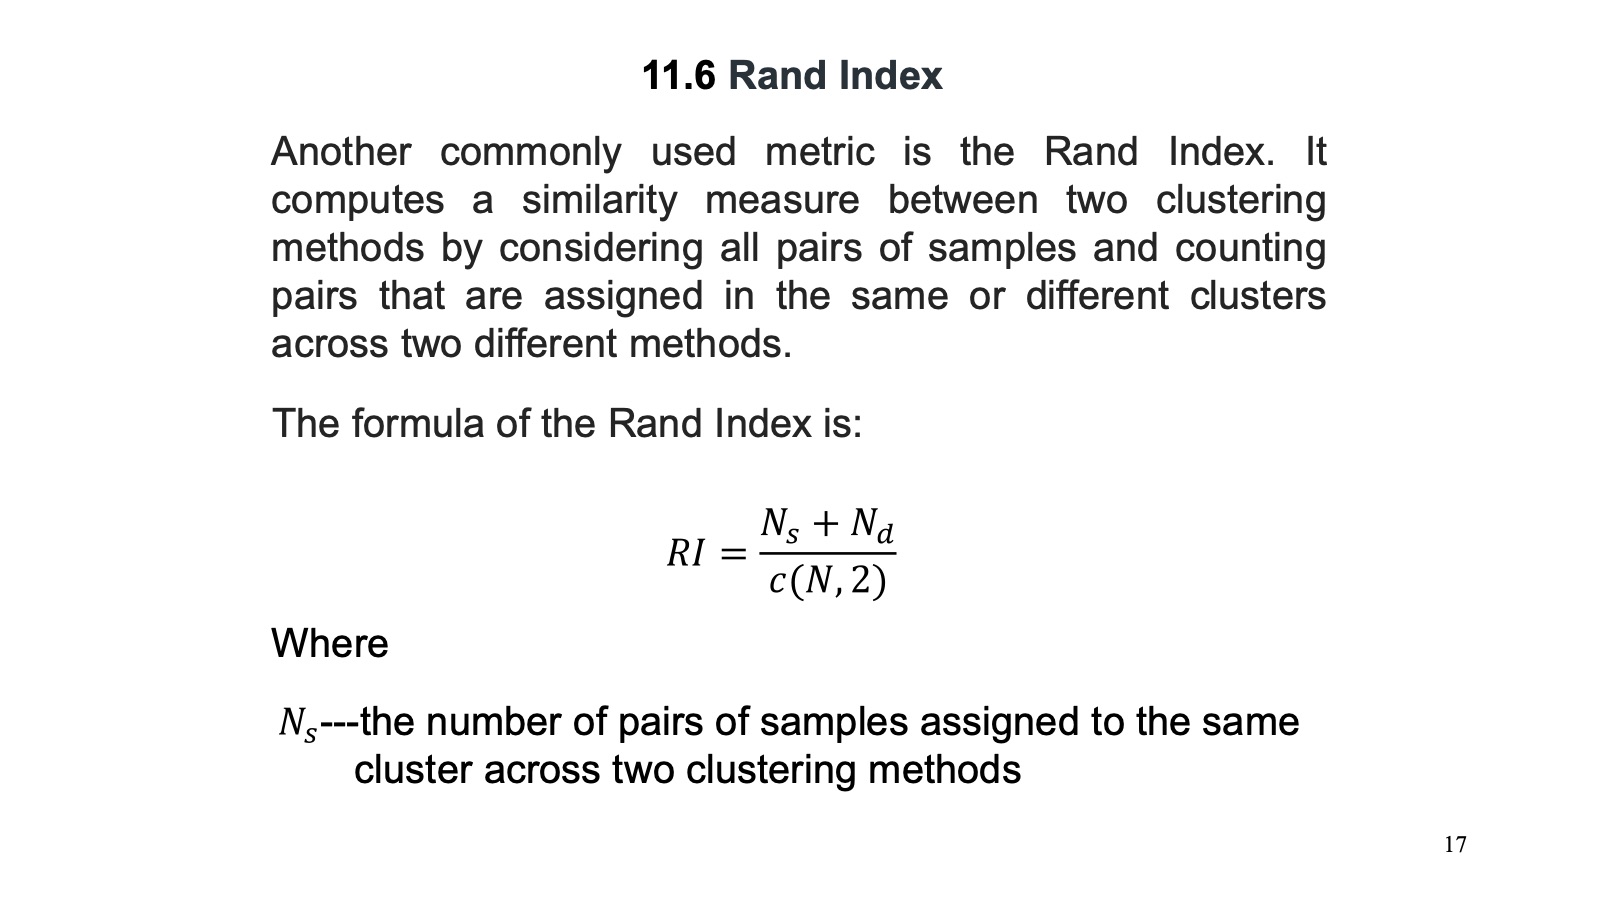 11.6 Rand Index
Another commonly used metric is the Rand Index. It
computes a similarity measure between two clustering
methods by considering all pairs of samples and counting
pairs that are assigned in the same or different clusters
across two different methods.
The formula of the Rand Index is:
RI = (N_s + N_d) / c(N, 2)
Where
N_s---the number of pairs of samples assigned to the same
cluster across two clustering methods
17